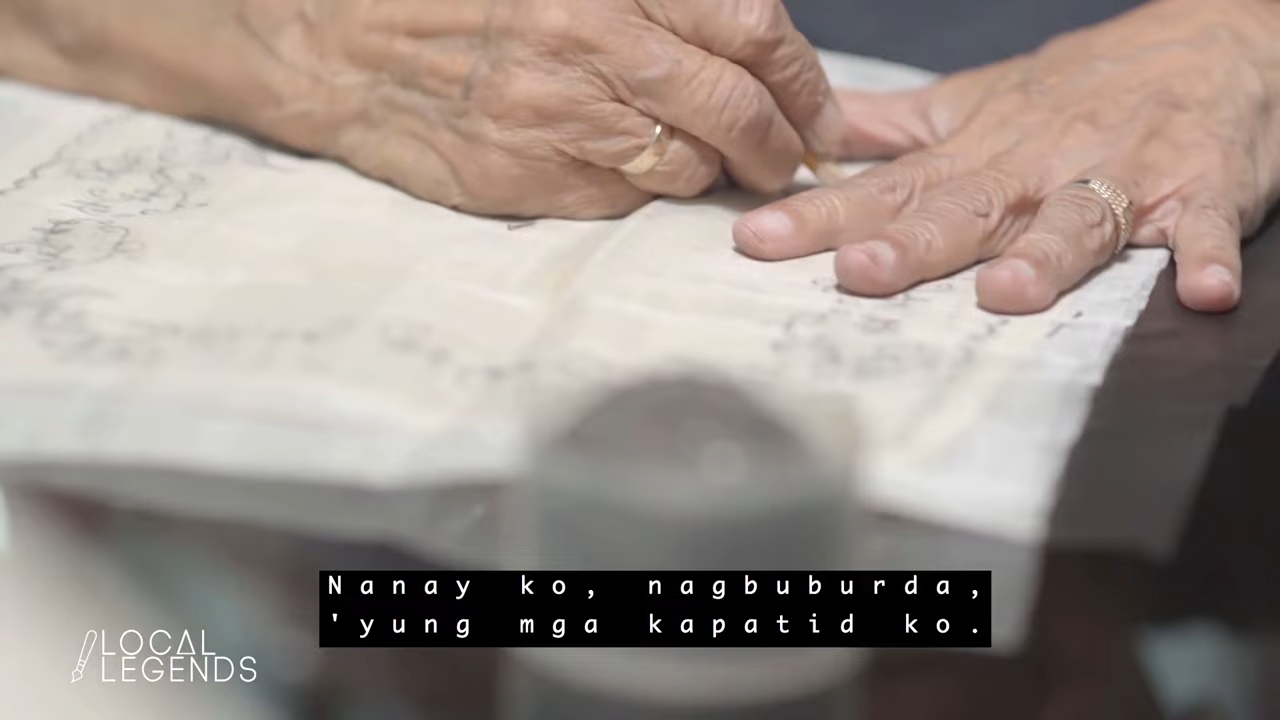 Nanay ko, nagbuburda,
'yung mga kapatid ko.
LOCAL
LEGENDS